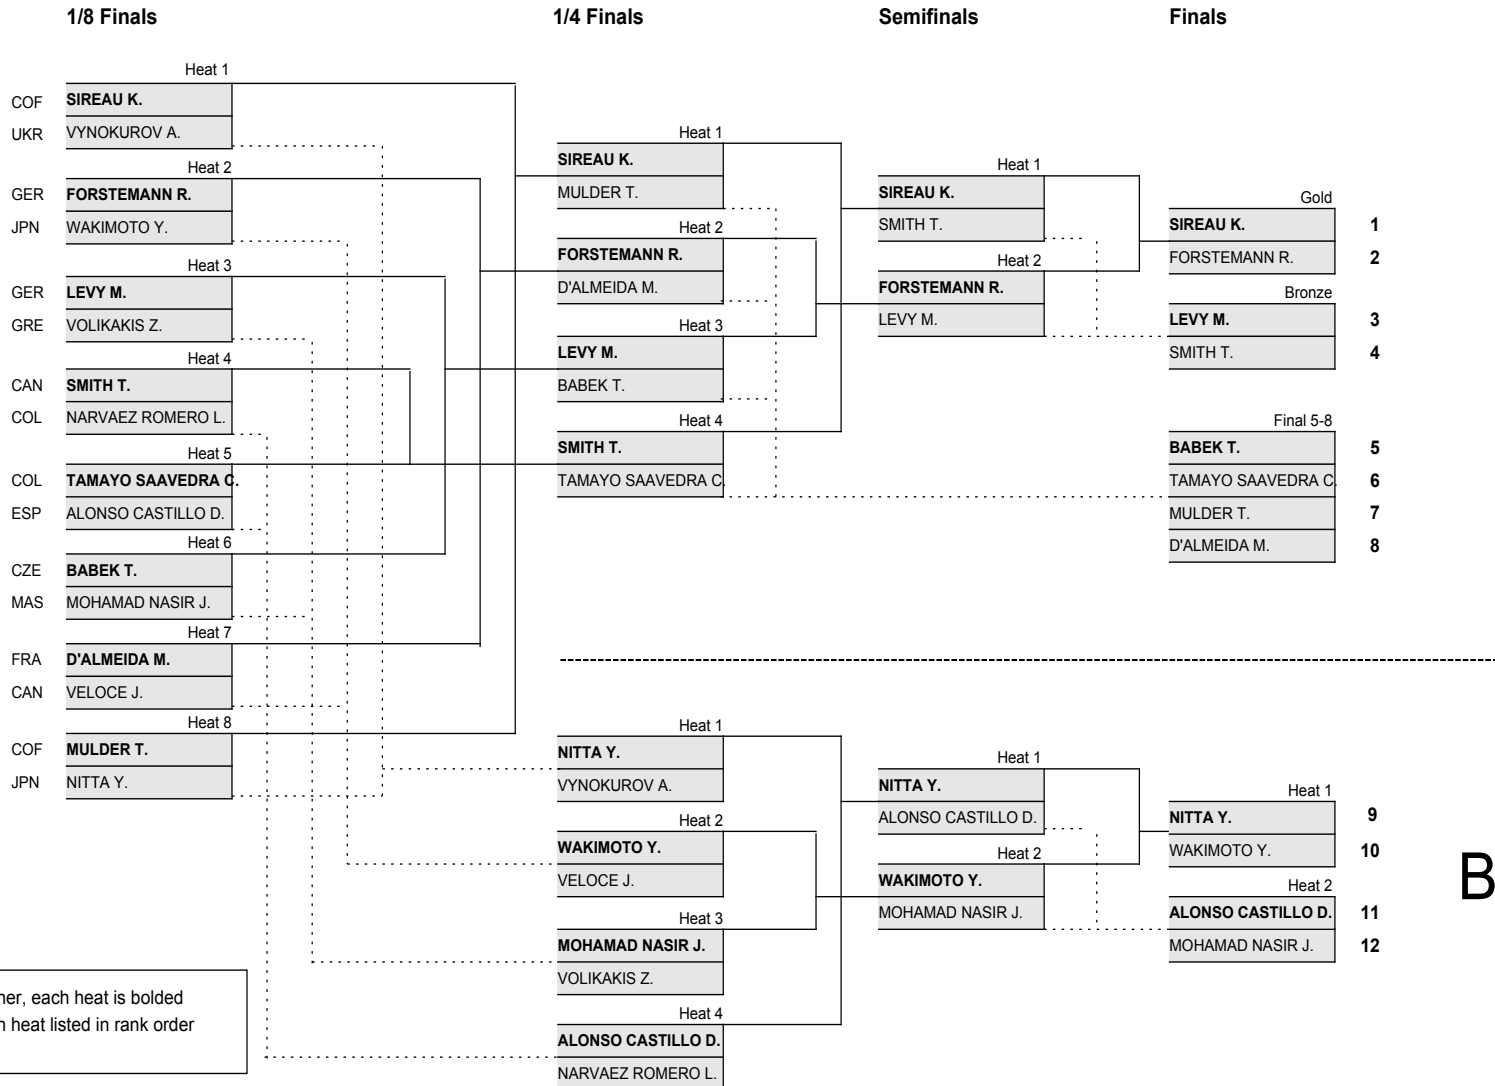 1/8 Finals 1/4 Finals Semifinals Finals
Heat 1
COF SIREAU K.
UKR VYNOKUROV A.
Heat 2
GER FORSTEMANN R.
JPN WAKIMOTO Y.
Heat 3
GER LEVY M.
GRE VOLIKAKIS Z.
Heat 4
CAN SMITH T.
COL NARVAEZ ROMERO L.
Heat 5
COL TAMAYO SAAVEDRA C.
ESP ALONSO CASTILLO D.
Heat 6
CZE BABEK T.
MAS MOHAMAD NASIR J.
Heat 7
FRA D'ALMEIDA M.
CAN VELOCE J.
Heat 8
COF MULDER T.
JPN NITTA Y.
Heat 1
SIREAU K.
MULDER T.
Heat 2
FORSTEMANN R.
D'ALMEIDA M.
Heat 3
LEVY M.
BABEK T.
Heat 4
SMITH T.
TAMAYO SAAVEDRA C.
Heat 1
SIREAU K.
SMITH T.
Heat 2
FORSTEMANN R.
LEVY M.
Gold
SIREAU K. 1
FORSTEMANN R. 2
Bronze
LEVY M. 3
SMITH T. 4
Final 5-8
BABEK T. 5
TAMAYO SAAVEDRA C. 6
MULDER T. 7
D'ALMEIDA M. 8
Heat 1
NITTA Y.
VYNOKUROV A.
Heat 2
WAKIMOTO Y.
VELOCE J.
Heat 3
MOHAMAD NASIR J.
VOLIKAKIS Z.
Heat 4
ALONSO CASTILLO D.
NARVAEZ ROMERO L.
Heat 1
NITTA Y.
ALONSO CASTILLO D.
Heat 2
WAKIMOTO Y.
MOHAMAD NASIR J.
Heat 1
NITTA Y. 9
WAKIMOTO Y. 10
Heat 2
ALONSO CASTILLO D. 11
MOHAMAD NASIR J. 12
B
her, each heat is bolded
heat listed in rank order